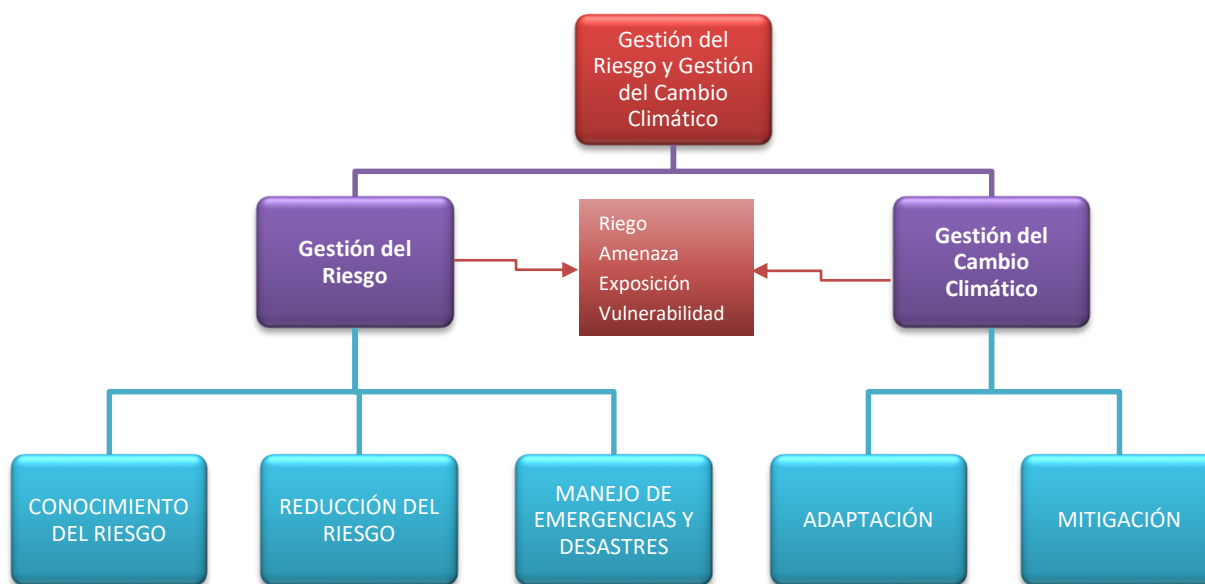 Gestión del
Riesgo y Gestión
del Cambio
Climático
Gestión del
Riesgo
Riego
Amenaza
Exposición
Vulnerabilidad
Gestión del
Cambio
Climático
CONOCIMIENTO
DEL RIESGO
REDUCCIÓN DEL
RIESGO
MANEJO DE
EMERGENCIAS Y
DESASTRES
ADAPTACIÓN
MITIGACIÓN